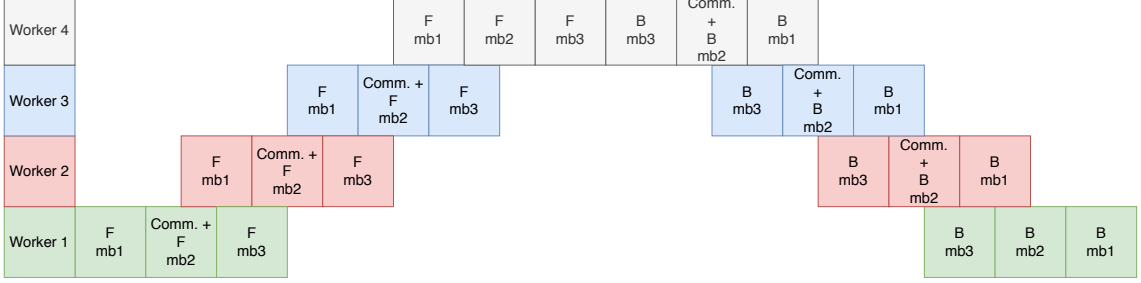 Worker 4
F
mb1
F
mb2
F
mb3
B
mb3
Comm.
+
B
mb2
B
mb1
Worker 3
F
mb1
Comm. +
F
mb2
F
mb3
B
mb3
Comm.
+
B
mb2
B
mb1
Worker 2
F
mb1
Comm. +
F
mb2
F
mb3
B
mb3
Comm.
+
B
mb2
B
mb1
Worker 1
F
mb1
Comm. +
F
mb2
F
mb3
B
mb3
B
mb2
B
mb1